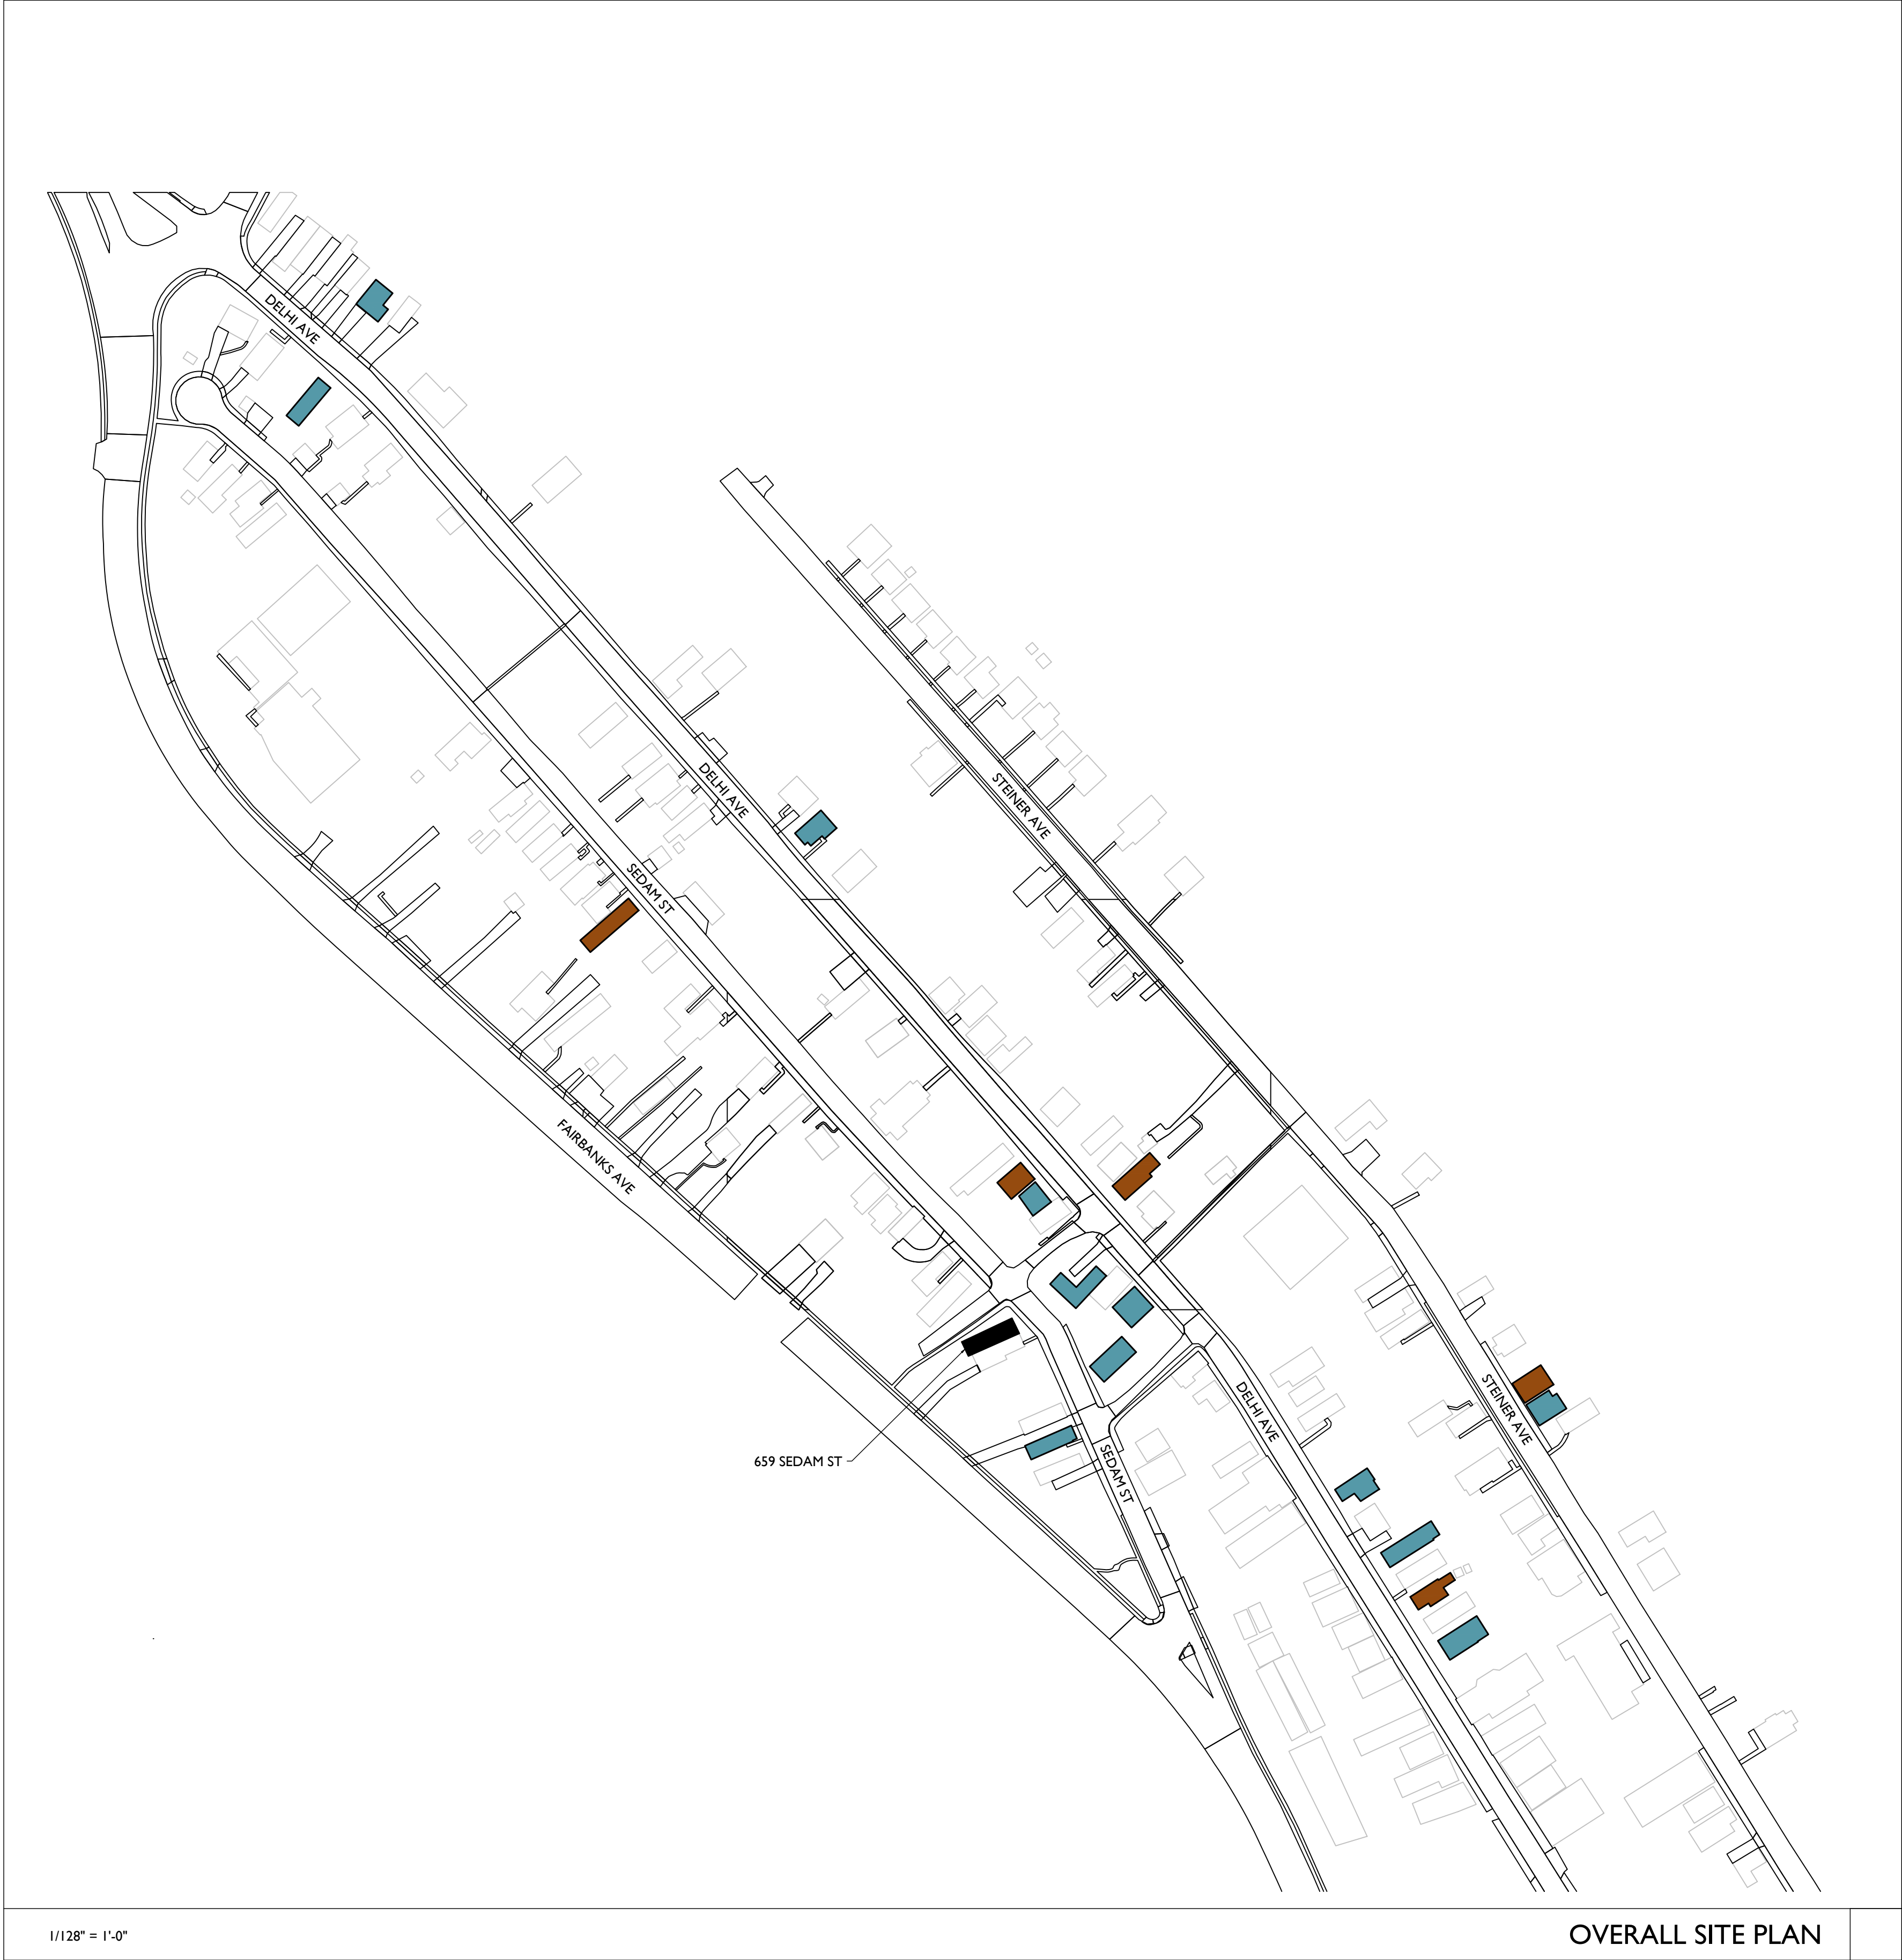 DELHI AVE
DELHI AVE
STEINER AVE
SEDAM ST
FAIRBANKS AVE
659 SEDAM ST
DELHI AVE
STEINER AVE
SEDAM ST
1/128" = 1'-0"
OVERALL SITE PLAN